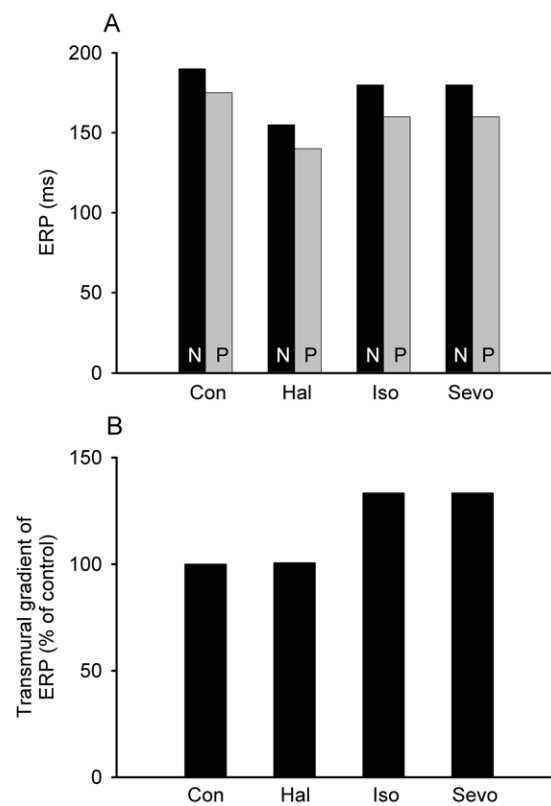 A
200
150
100
50
0
ERP (ms)
N P N P N P N P
Con Hal Iso Sevo
B
150
100
50
0
Transmural gradient of
ERP (% of control)
Con Hal Iso Sevo